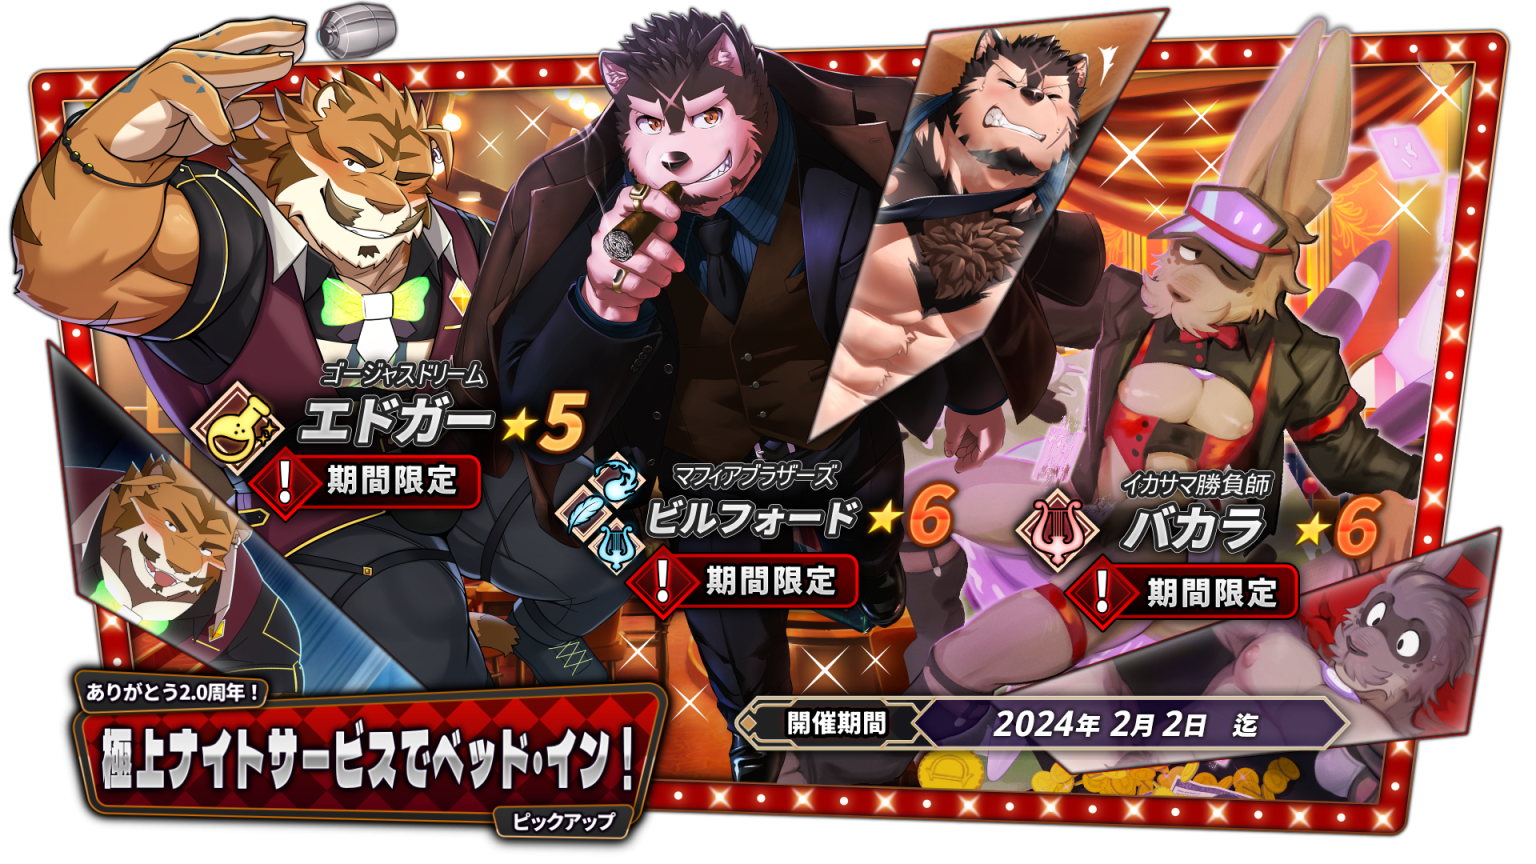 ゴージャスドリーム
エドガー ★5
! 期間限定
マフィアブラザーズ
ビルフォード ★6
! 期間限定
イカサマ勝負師
バカラ ★6
! 期間限定
ありがとう2.0周年！
極上ナイトサービスでベッド・イン！
ピックアップ
開催期間 2024年 2月 2日 迄